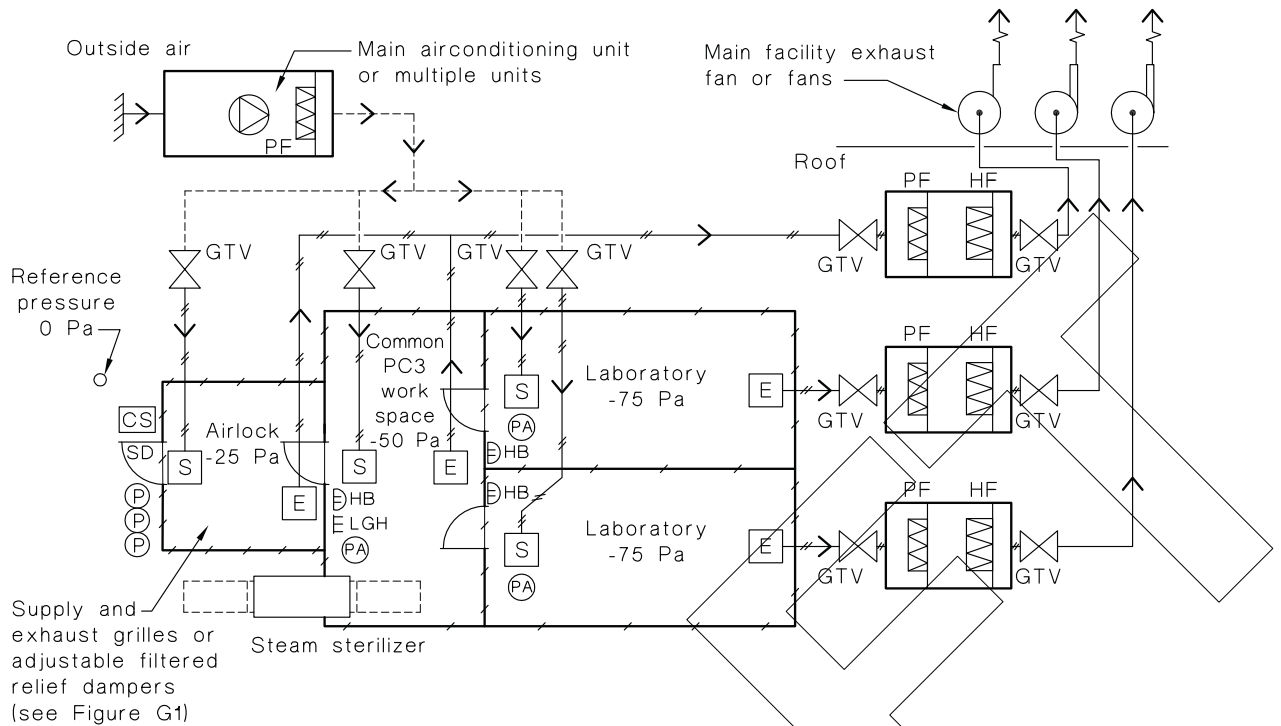 Outside air
Main airconditioning unit
or multiple units
PF
Main facility exhaust
fan or fans
Roof
PF HF
GTV GTV GTV GTV
GTV GTV
Reference
pressure
0 Pa
PF HF
Common
PC3
work
space
-50 Pa
Laboratory
-75 Pa
S
E
GTV GTV
CS
Airlock
-25 Pa
SD
S
S
E
PA
HB
E
P
P
P
HB
LGH
PA
HB
PF HF
Laboratory
-75 Pa
S
E
PA
GTV GTV
Steam sterilizer
Supply and
exhaust grilles or
adjustable filtered
relief dampers
(see Figure G1)